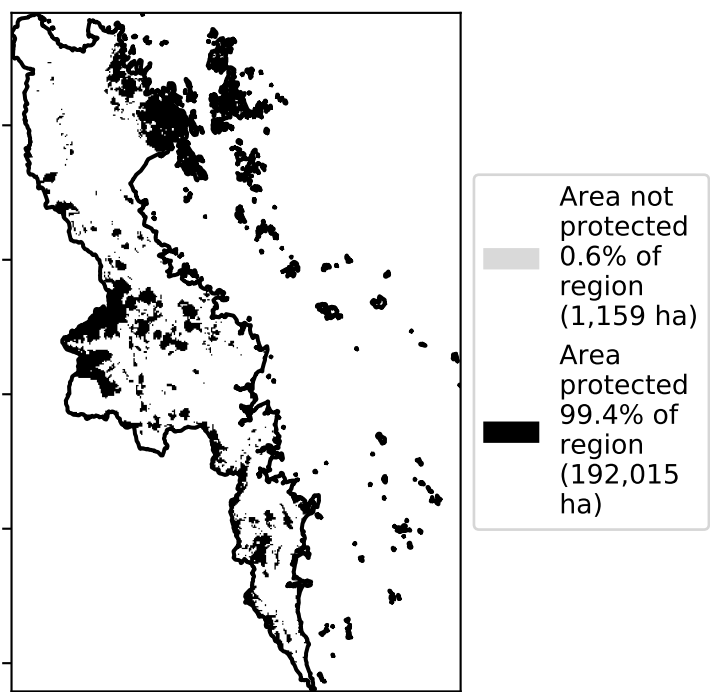 Area not
protected
0.6% of
region
(1,159 ha)
Area
protected
99.4% of
region
(192,015
ha)